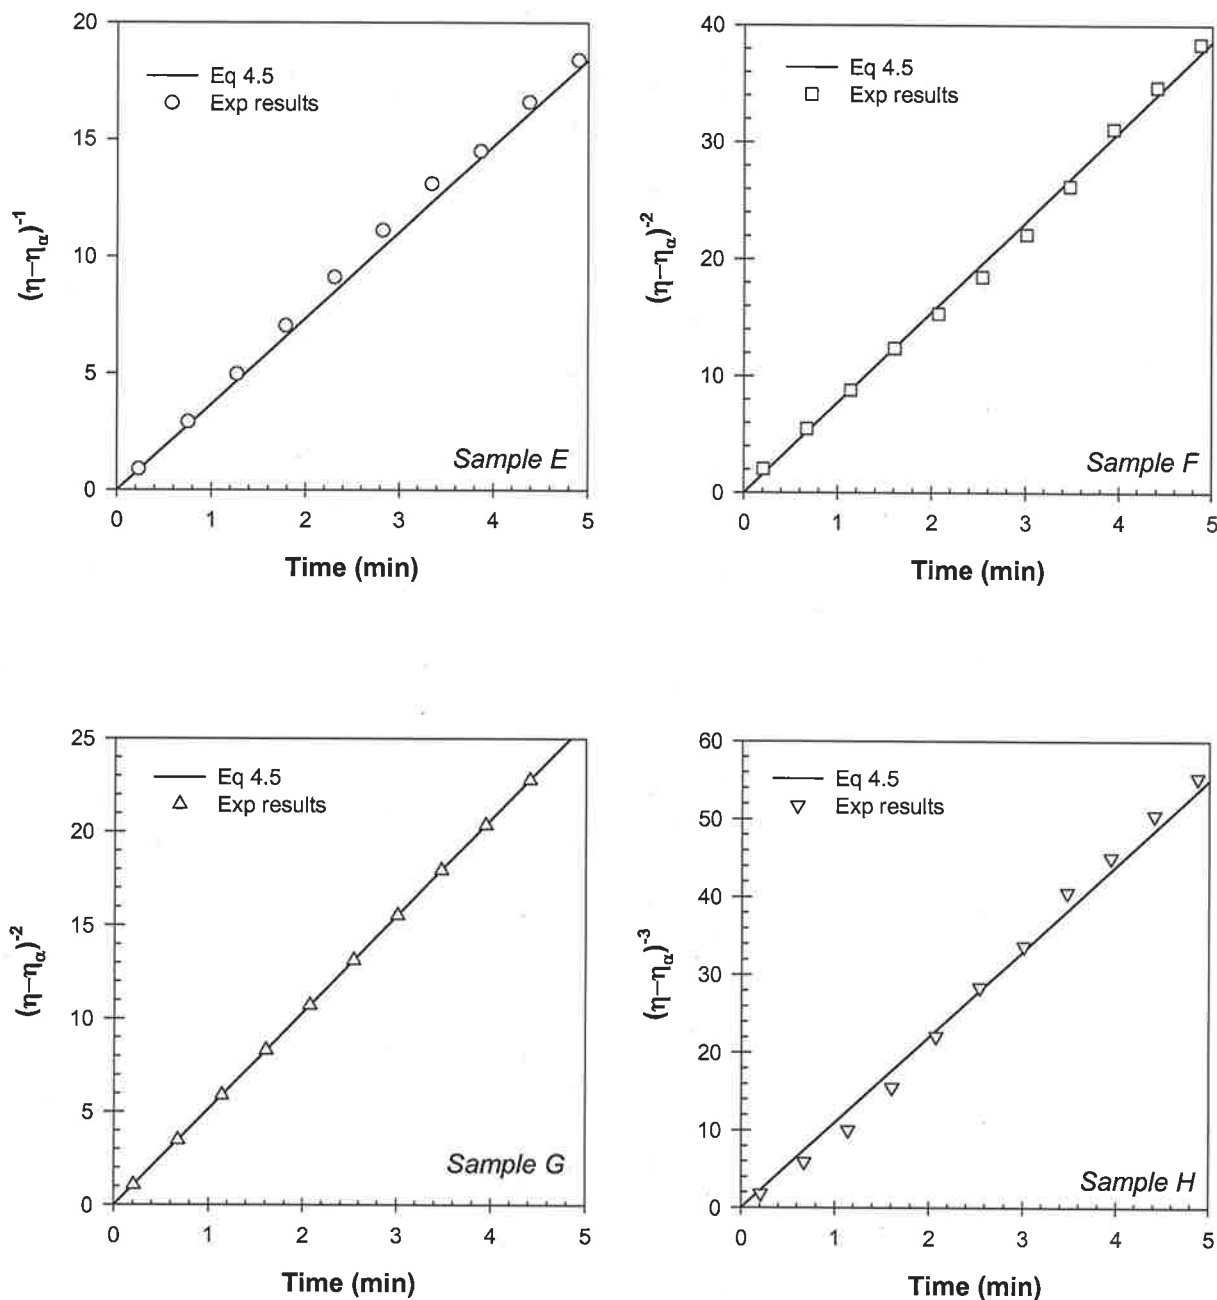 20
15
10
5
0
(η−ηα)-1
Eq 4.5
Exp results
Sample E
0 1 2 3 4 5
Time (min)
40
30
20
10
0
(η−ηα)-2
Eq 4.5
Exp results
Sample F
0 1 2 3 4 5
Time (min)
25
20
15
10
5
0
(η−ηα)-2
Eq 4.5
Exp results
Sample G
0 1 2 3 4 5
Time (min)
60
50
40
30
20
10
0
(η−ηα)-3
Eq 4.5
Exp results
Sample H
0 1 2 3 4 5
Time (min)